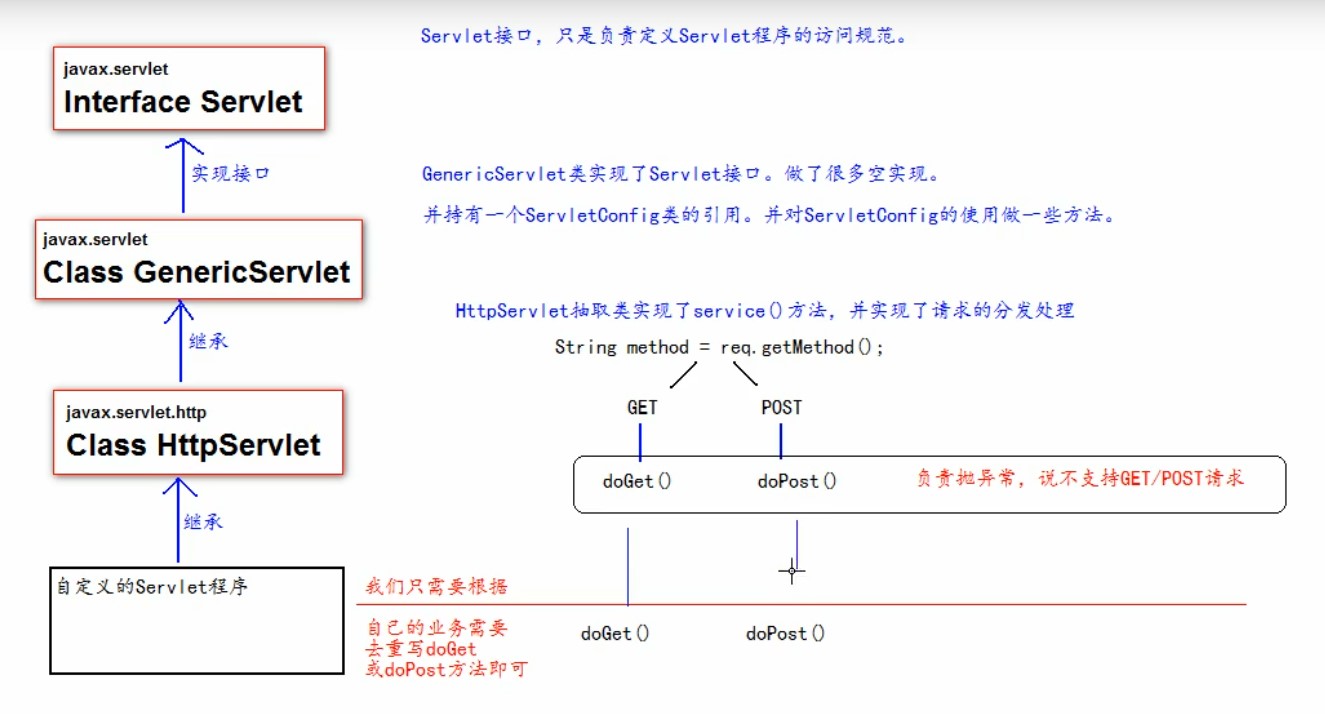 Servlet接口，只是负责定义Servlet程序的访问规范。
javax.servlet
Interface Servlet
实现接口
GenericServlet类实现了Servlet接口。做了很多空实现。
并持有一个ServletConfig类的引用。并对ServletConfig的使用做一些方法。
javax.servlet
Class GenericServlet
HttpServlet抽取类实现了service()方法，并实现了请求的分发处理
继承
String method = req.getMethod();
GET POST
javax.servlet.http
Class HttpServlet
doGet() doPost() 负责抛异常，说不支持GET/POST请求
继承
自定义的Servlet程序
我们只需要根据
自己的业务需要
去重写doGet
或doPost方法即可
doGet() doPost()